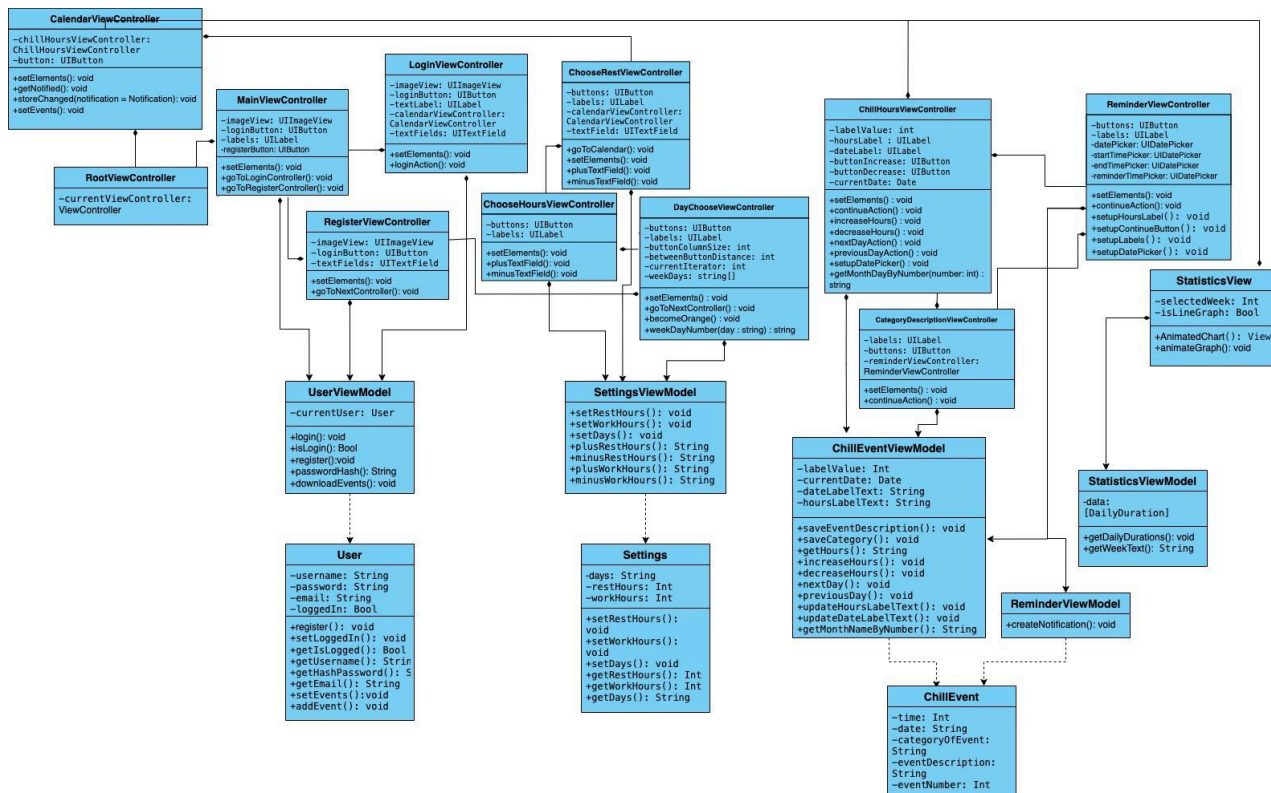 CalendarViewController
-chillHoursViewController:
ChillHoursViewController
-button: UIButton
+setElements(): void
+getNotified(): void
+storeChanged(notification = Notification): void
+setEvents(): void
RootViewController
-currentViewController:
ViewController
MainViewController
-imageView: UIImageView
-loginButton: UIButton
-labels: UILabel
-registerButton: UIButton
+setElements(): void
+goToLoginController(): void
+goToRegisterController(): void
LoginViewController
-imageView: UIImageView
-loginButton: UIButton
-textLabel: UILabel
-calendarViewController:
CalendarViewController
-textFields: UITextField
+setElements(): void
+loginAction(): void
RegisterViewController
-imageView: UIImageView
-loginButton: UIButton
-textFields: UITextField
+setElements(): void
+goToNextController(): void
ChooseRestViewController
-buttons: UIButton
-labels: UILabel
-calendarViewController:
CalendarViewController
-textField: UITextField
+goToCalendar(): void
+setElements(): void
+plusTextField(): void
+minusTextField(): void
ChooseHoursViewController
-buttons: UIButton
-labels: UILabel
+setElements(): void
+plusTextField(): void
+minusTextField(): void
DayChooseViewController
-buttons: UIButton
-labels: UILabel
-buttonColumnSize: int
-betweenButtonDistance: int
-currentIterator: int
-weekDays: string[]
+setElements() : void
+goToNextController() : void
+becomeOrange() : void
+weekDayNumber(day : string) : string
ChillHoursViewController
-labelValue: int
-hoursLabel : UILabel
-dateLabel: UILabel
-buttonIncrease: UIButton
-buttonDecrease: UIButton
-currentDate: Date
+setElements() : void
+continueAction() : void
+increaseHours() : void
+decreaseHours() : void
+nextDayAction() : void
+previousDayAction() : void
+setupDatePicker() : void
+getMonthDayByNumber(number: int) :
string
ReminderViewController
-buttons: UIButton
-labels: UILabel
-datePicker: UIDatePicker
-startTimePicker: UIDatePicker
-endTimePicker: UIDatePicker
-reminderTimePicker: UIDatePicker
+setElements(): void
+continueAction(): void
+setupHoursLabel(): void
+setupContinueButton(): void
+setupLabels(): void
+setupDatePicker(): void
CategoryDescriptionViewController
-labels: UILabel
-buttons: UIButton
-reminderViewController:
ReminderViewController
+setElements() : void
+continueAction() : void
StatisticsView
-selectedWeek: Int
-isLineGraph: Bool
+AnimatedChart(): View
+animateGraph(): void
UserViewModel
-currentUser: User
+login(): void
+isLogin(): Bool
+register():void
+passwordHash(): String
+downloadEvents(): void
SettingsViewModel
+setRestHours(): void
+setWorkHours(): void
+setDays(): void
+plusRestHours(): String
+minusRestHours(): String
+plusWorkHours(): String
+minusWorkHours(): String
ChillEventViewModel
-labelValue: Int
-currentDate: Date
-dateLabelText: String
-hoursLabelText: String
+saveEventDescription(): void
+saveCategory(): void
+getHours(): String
+increaseHours(): void
+decreaseHours(): void
+nextDay(): void
+previousDay(): void
+updateHoursLabelText(): void
+updateDateLabelText(): void
+getMonthNameByNumber(): String
StatisticsViewModel
-data:
[DailyDuration]
+getDailyDurations(): void
+getWeekText(): String
ReminderViewModel
+createNotification(): void
User
-username: String
-password: String
-email: String
-loggedIn: Bool
+register(): void
+setLoggedIn(): void
+getIsLogged(): Bool
+getUsername(): Strin
+getHashPassword(): S
+getEmail(): String
+setEvents():void
+addEvent(): void
Settings
-days: String
-restHours: Int
-workHours: Int
+setRestHours():
void
+setWorkHours():
void
+setDays(): void
+getRestHours(): Int
+getWorkHours(): Int
+getDays(): String
ChillEvent
-time: Int
-date: String
-categoryOfEvent:
String
-eventDescription:
String
-eventNumber: Int